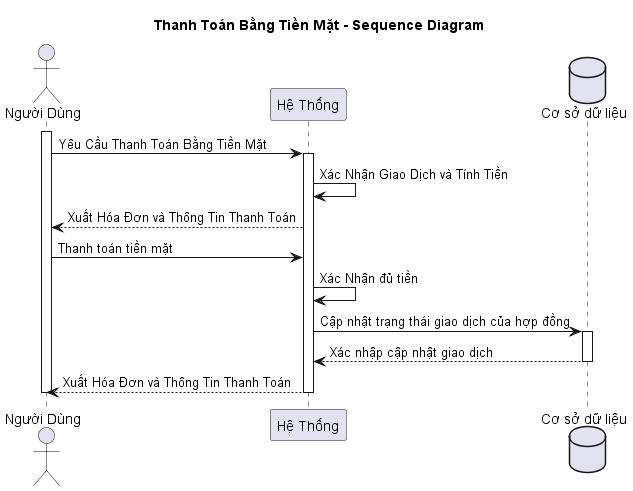 Thanh Toán Bằng Tiền Mặt - Sequence Diagram
Người Dùng
Hệ Thống
Cơ sở dữ liệu
Yêu Cầu Thanh Toán Bằng Tiền Mặt
Xác Nhận Giao Dịch và Tính Tiền
Xuất Hóa Đơn và Thông Tin Thanh Toán
Thanh toán tiền mặt
Xác Nhận đủ tiền
Cập nhật trạng thái giao dịch của hợp đồng
Xác nhập cập nhật giao dịch
Xuất Hóa Đơn và Thông Tin Thanh Toán
Người Dùng
Hệ Thống
Cơ sở dữ liệu